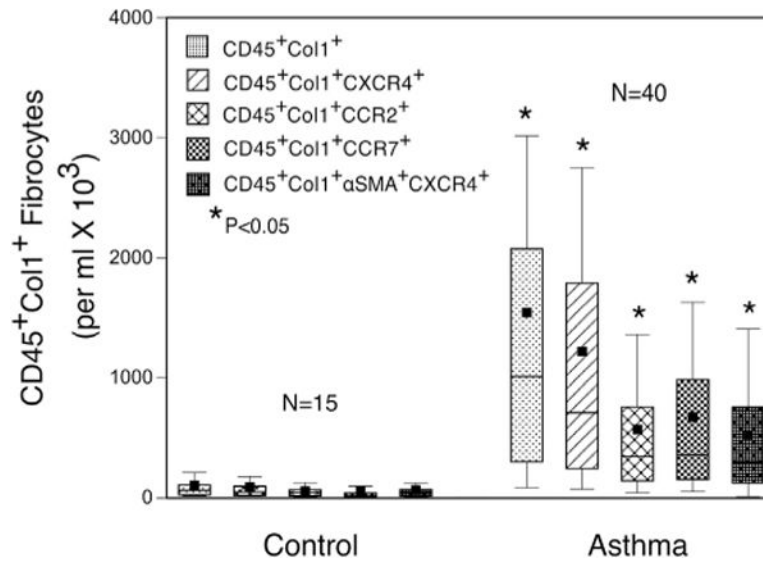 CD45⁺Col1⁺ Fibrocytes
(per ml X 10³)
4000
3000
2000
1000
0
CD45⁺Col1⁺
CD45⁺Col1⁺CXCR4⁺
CD45⁺Col1⁺CCR2⁺
CD45⁺Col1⁺CCR7⁺
CD45⁺Col1⁺αSMA⁺CXCR4⁺
*P<0.05
N=15
N=40
* * * * *
Control
Asthma